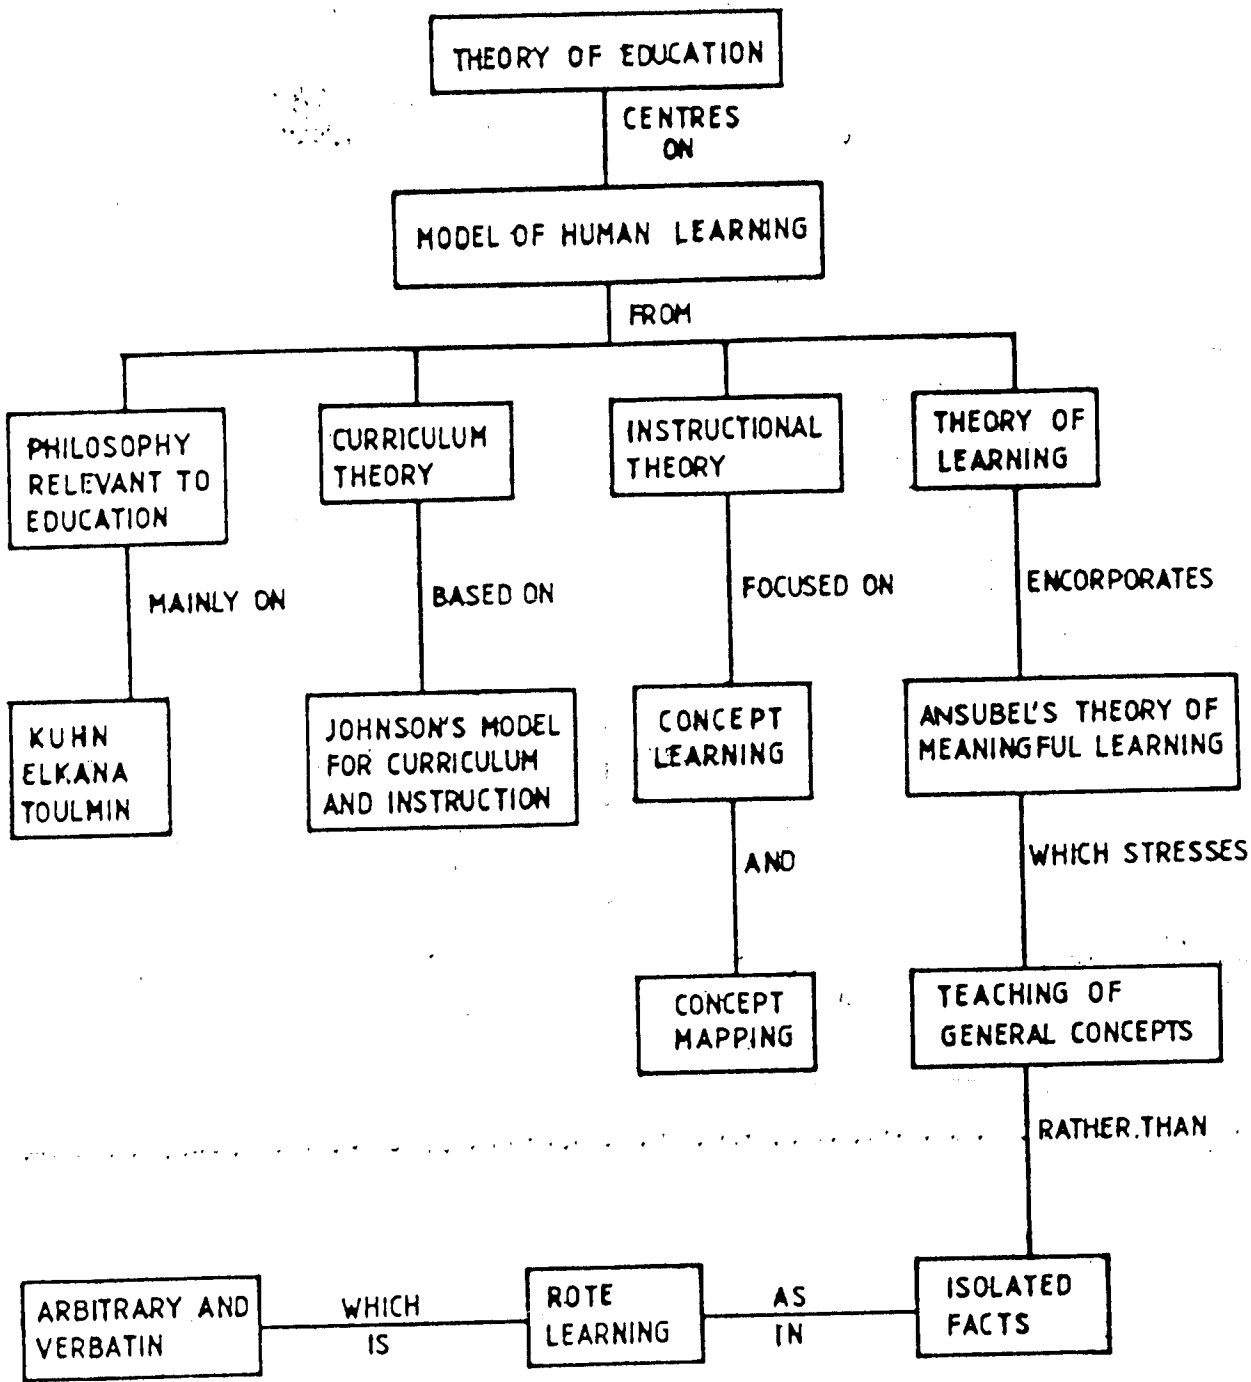 THEORY OF EDUCATION
CENTRES
ON
MODEL OF HUMAN LEARNING
FROM
PHILOSOPHY
RELEVANT TO
EDUCATION
CURRICULUM
THEORY
INSTRUCTIONAL
THEORY
THEORY OF
LEARNING
MAINLY ON
BASED ON
FOCUSED ON
ENCORPORATES
KUHN
ELKANA
TOULMIN
JOHNSON'S MODEL
FOR CURRICULUM
AND INSTRUCTION
CONCEPT
LEARNING
ANSUBEL'S THEORY OF
MEANINGFUL LEARNING
AND
WHICH STRESSES
CONCEPT
MAPPING
TEACHING OF
GENERAL CONCEPTS
RATHER THAN
ARBITRARY AND
VERBATIN
WHICH
IS
ROTE
LEARNING
AS
IN
ISOLATED
FACTS